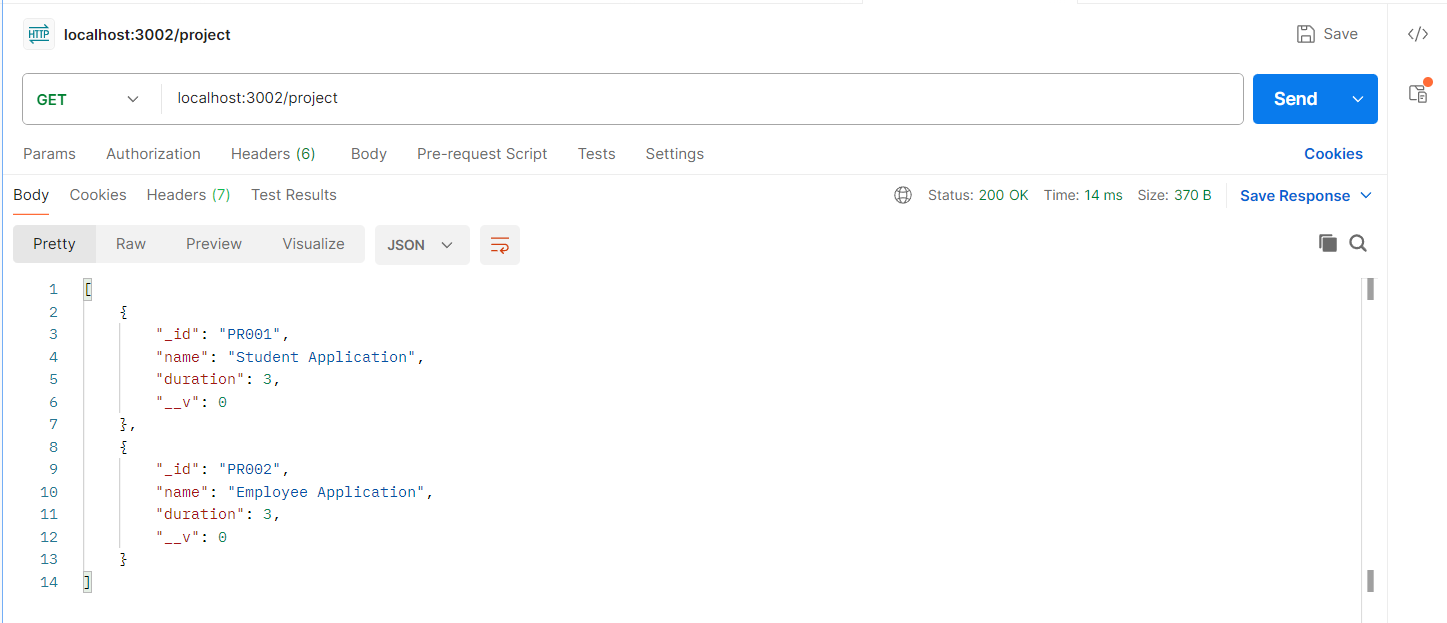 HTTP localhost:3002/project Save
GET localhost:3002/project Send
Params Authorization Headers (6) Body Pre-request Script Tests Settings Cookies
Body Cookies Headers (7) Test Results Status: 200 OK Time: 14 ms Size: 370 B Save Response
Pretty Raw Preview Visualize JSON
1 [
2 {
3 "_id": "PR001",
4 "name": "Student Application",
5 "duration": 3,
6 "__v": 0
7 },
8 {
9 "_id": "PR002",
10 "name": "Employee Application",
11 "duration": 3,
12 "__v": 0
13 }
14 ]